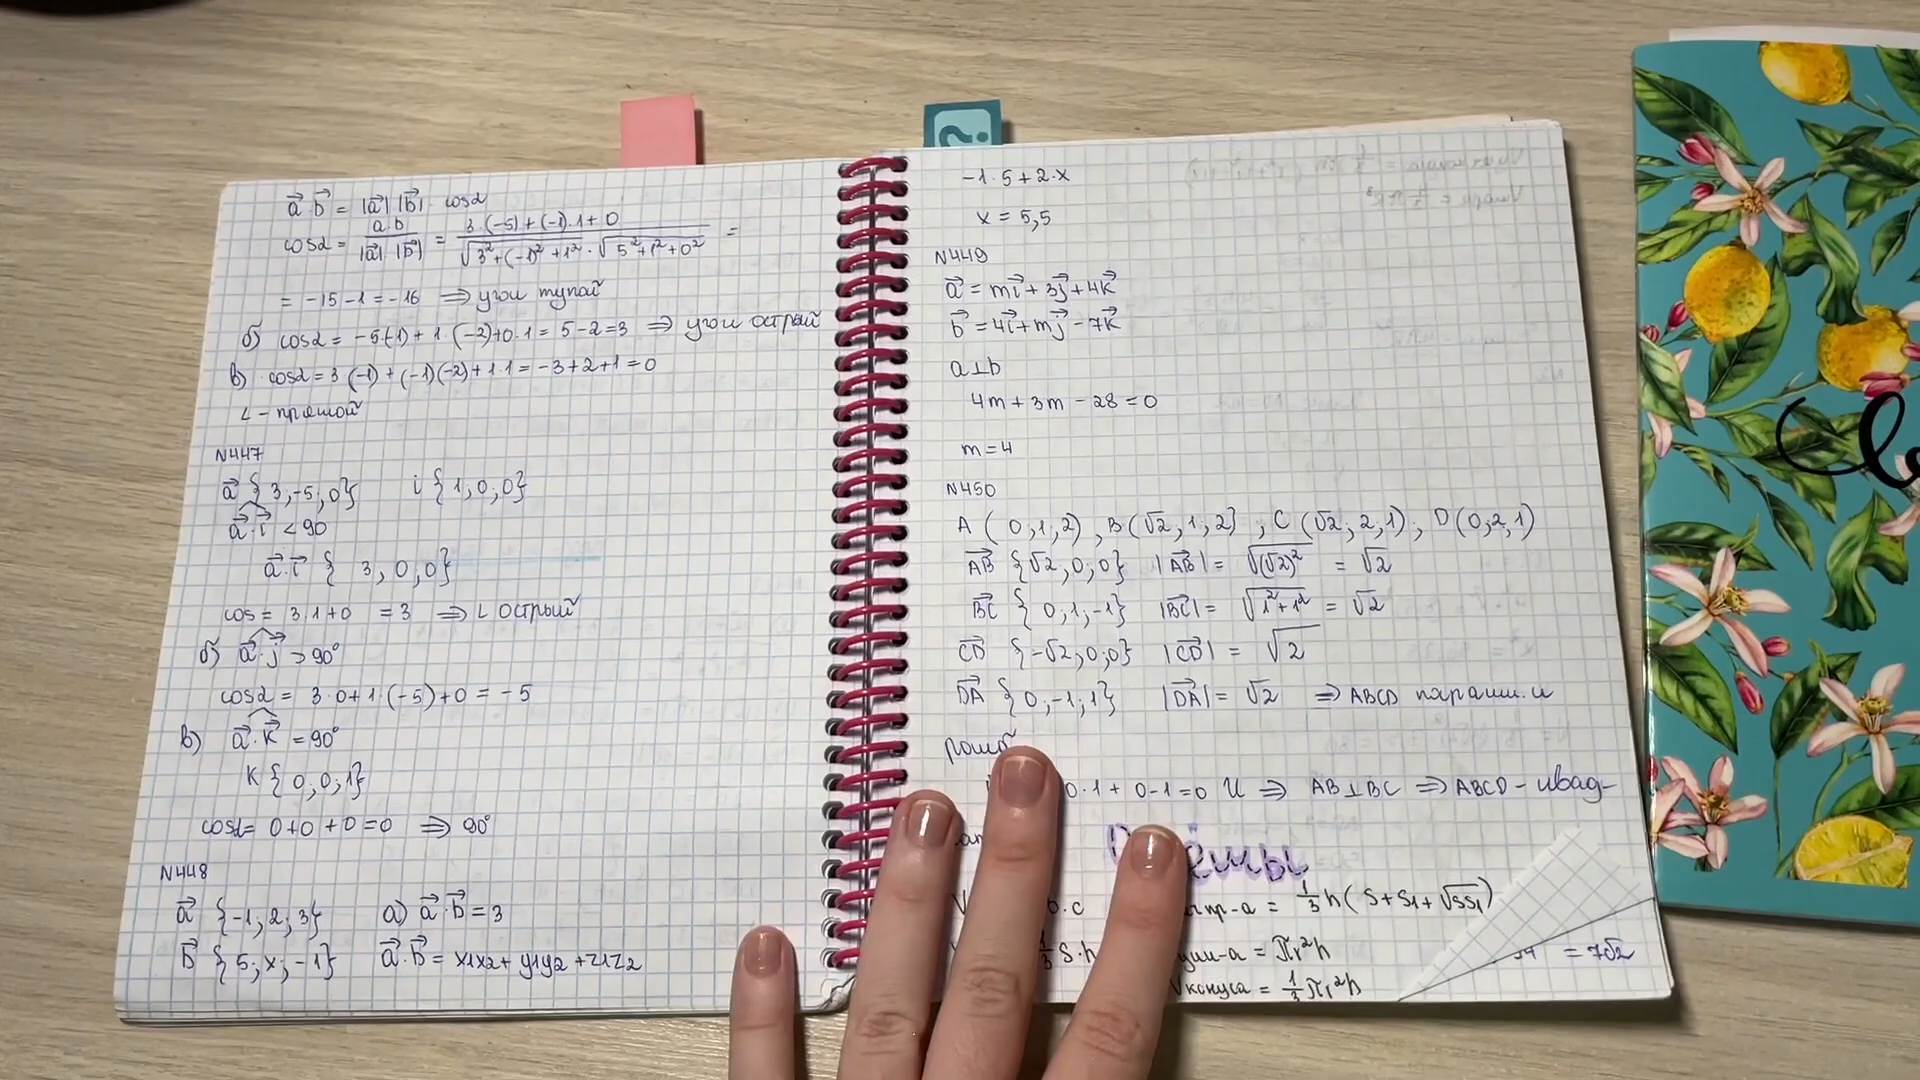 a⃗·b⃗ = |a⃗| |b⃗| cosα
cosα = a·b / |a⃗|·|b⃗| = 3·(-5)+(-1)·1+0 / √3²+(-1)²+1² · √5²+1²+0² =
= -15-1=-16 ⇒ угол тупой
б) cosα = -5·(-1)+1·(-2)+0·1=5-2=3 ⇒ угол острый
в) cosα=3·(-1)+(-1)(-2)+1·1=-3+2+1=0
∠-прямой
N447
a⃗ {3,-5;0} i {1;0;0}
a⃗·i⃗ <90
a⃗·i⃗ { 3,0;0}
cos= 3·1+0 =3 ⇒ ∠ острый
б) a⃗·j⃗ >90°
cosα = 3·0+1·(-5)+0=-5
в) a⃗·k⃗ =90°
k {0;0;1}
cosα= 0+0+0=0 ⇒ 90°
N448
a⃗ {-1;2;3} а) a⃗·b⃗=3
b⃗ {5;x;-1} a⃗·b⃗= x1x2+y1y2+z1z2
-1·5+2·x
x=5,5
N449
a⃗ = mi⃗+3j⃗+4k⃗
b⃗ =4i⃗+mj⃗-7k⃗
a⊥b
4m+3m-28=0
m=4
N450
A (0,1,2), B(√2,1,2}, C(√2;2,1), D(0;2,1)
AB⃗ {√2,0;0} |AB⃗|= √(√2)² = √2
BC⃗ {0;1;-1} |BC⃗|= √1²+1² = √2
CD⃗ {-√2;0;0} |CD⃗|= √2
DA⃗ {0;-1;1} |DA⃗|= √2 ⇒ ABCD паралл. и
ромб
0·1+0-1=0 и ⇒ AB⊥BC ⇒ ABCD-квад-
·c = 1/3 h(S+S1+√SS1)
1/3 S·h = πr²h
Vконуса = 1/3 πr²h
= 7√2